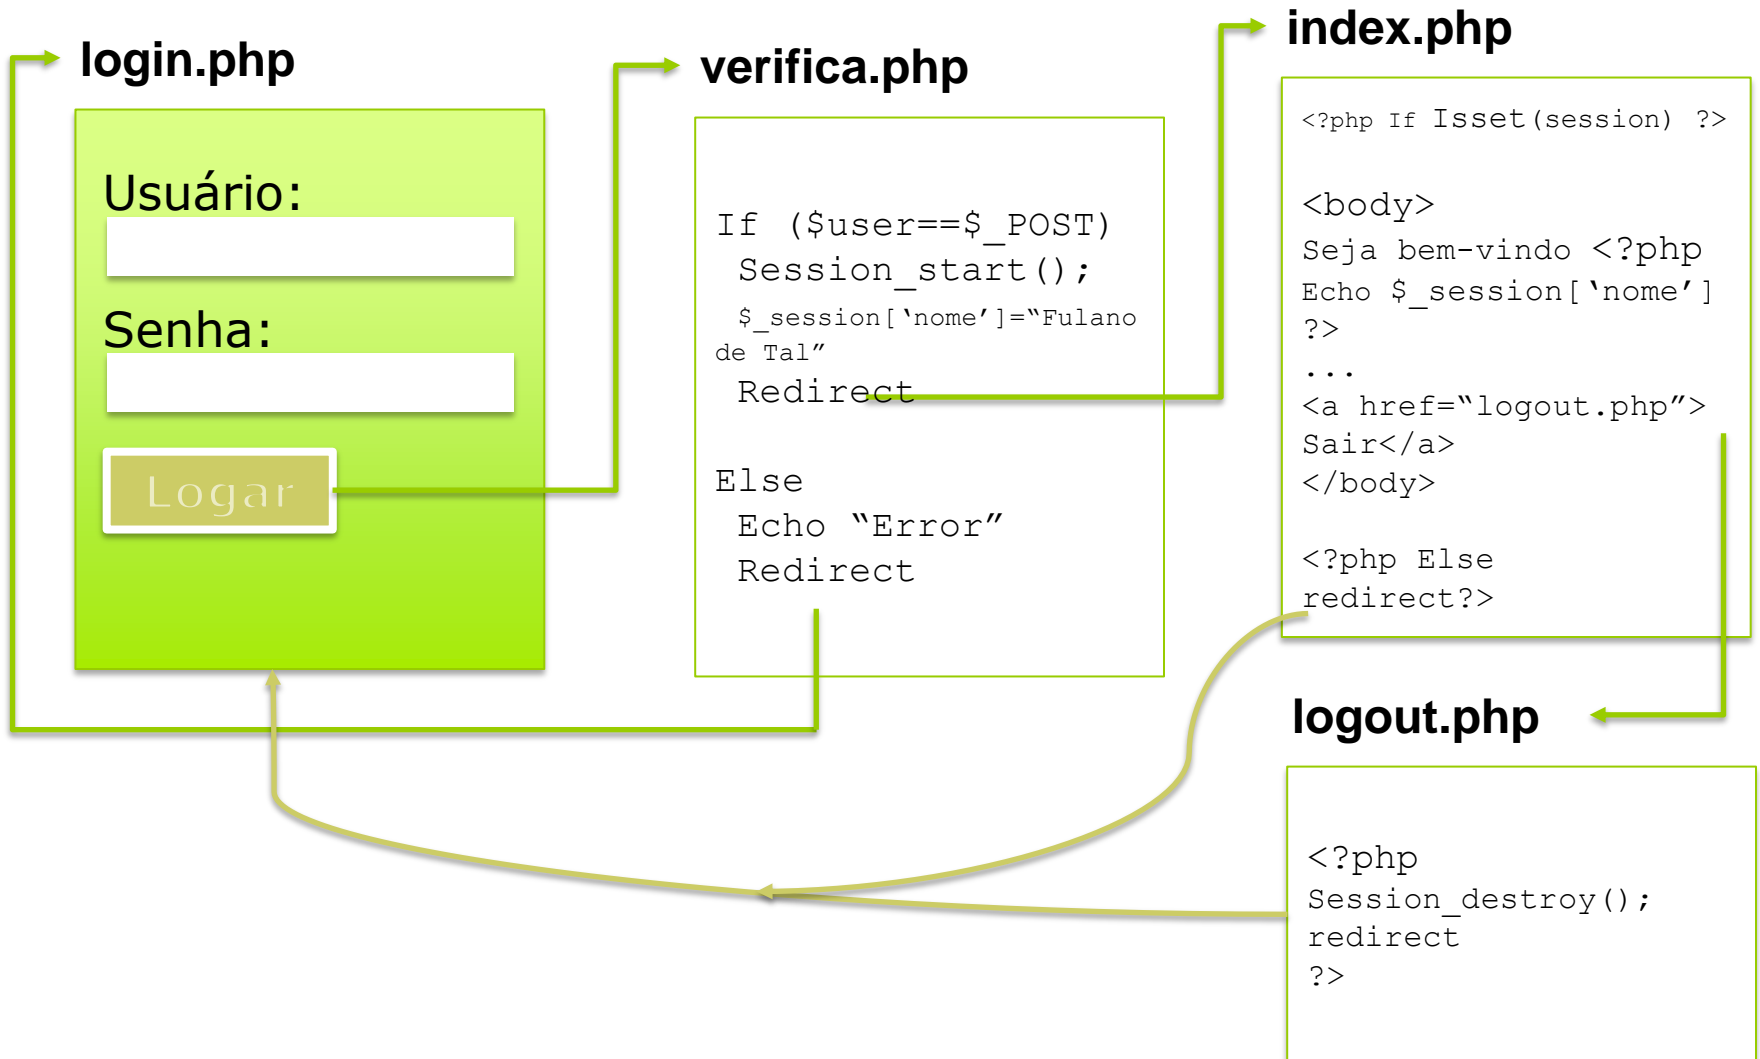 login.php
Usuário:
Senha:
Logar
verifica.php
If ($user==$_POST)
Session_start();
$_session[‘nome’]=“Fulano
de Tal”
Redirect
Else
Echo “Error”
Redirect
index.php
<?php If Isset(session) ?>
<body>
Seja bem-vindo <?php
Echo $_session[‘nome’]
?>
...
<a href=“logout.php”>
Sair</a>
</body>
<?php Else
redirect?>
logout.php
<?php
Session_destroy();
redirect
?>